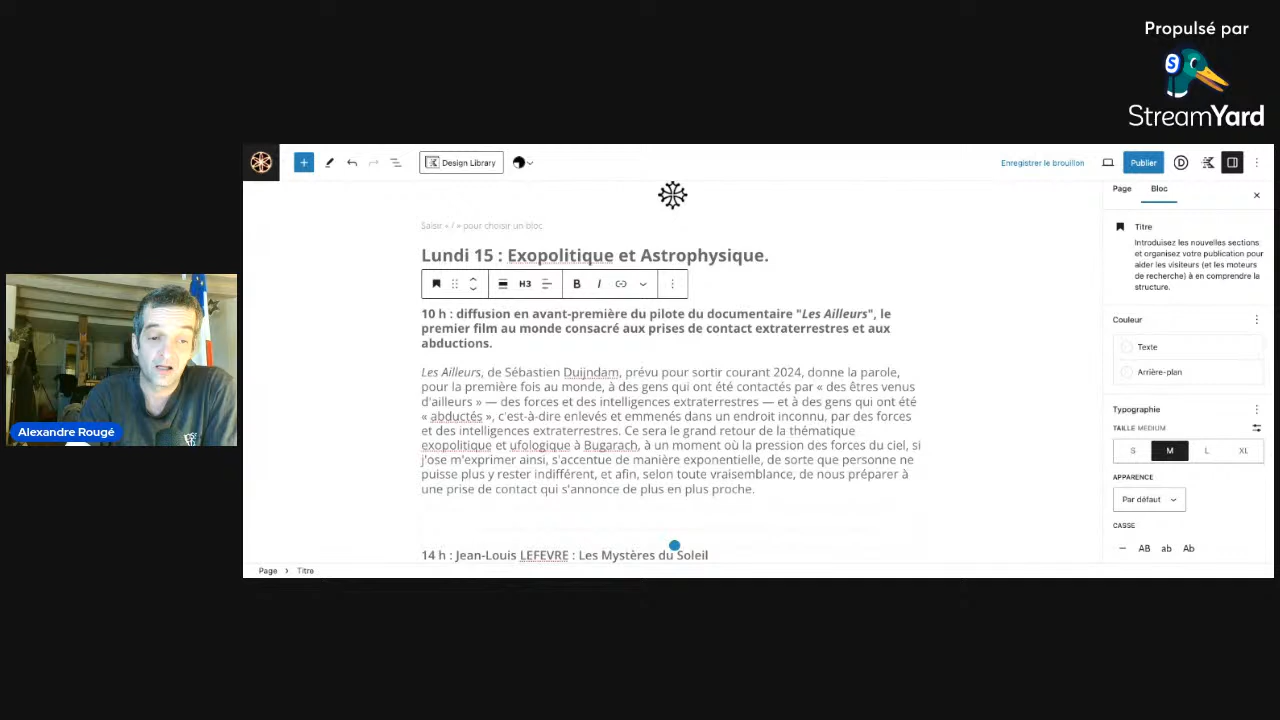 Propulsé par
StreamYard
Design Library
Enregistrer le brouillon
Publier
Page
Bloc
Saisir « / » pour choisir un bloc
Lundi 15 : Exopolitique et Astrophysique.
H3
B
I
10 h : diffusion en avant-première du pilote du documentaire "Les Ailleurs", le
premier film au monde consacré aux prises de contact extraterrestres et aux
abductions.
Les Ailleurs, de Sébastien Duijndam, prévu pour sortir courant 2024, donne la parole,
pour la première fois au monde, à des gens qui ont été contactés par « des êtres venus
d'ailleurs » — des forces et des intelligences extraterrestres — et à des gens qui ont été
« abductés », c'est-à-dire enlevés et emmenés dans un endroit inconnu, par des forces
et des intelligences extraterrestres. Ce sera le grand retour de la thématique
exopolitique et ufologique à Bugarach, à un moment où la pression des forces du ciel, si
j'ose m'exprimer ainsi, s'accentue de manière exponentielle, de sorte que personne ne
puisse plus y rester indifférent, et afin, selon toute vraisemblance, de nous préparer à
une prise de contact qui s'annonce de plus en plus proche.
14 h : Jean-Louis LEFEVRE : Les Mystères du Soleil
Titre
Introduisez les nouvelles sections
et organisez votre publication pour
aider les visiteurs (et les moteurs
de recherche) à en comprendre la
structure.
Couleur
Texte
Arrière-plan
Typographie
TAILLE MEDIUM
S M L XL
APPARENCE
Par défaut
CASSE
— AB ab Ab
Page › Titre
Alexandre Rougé